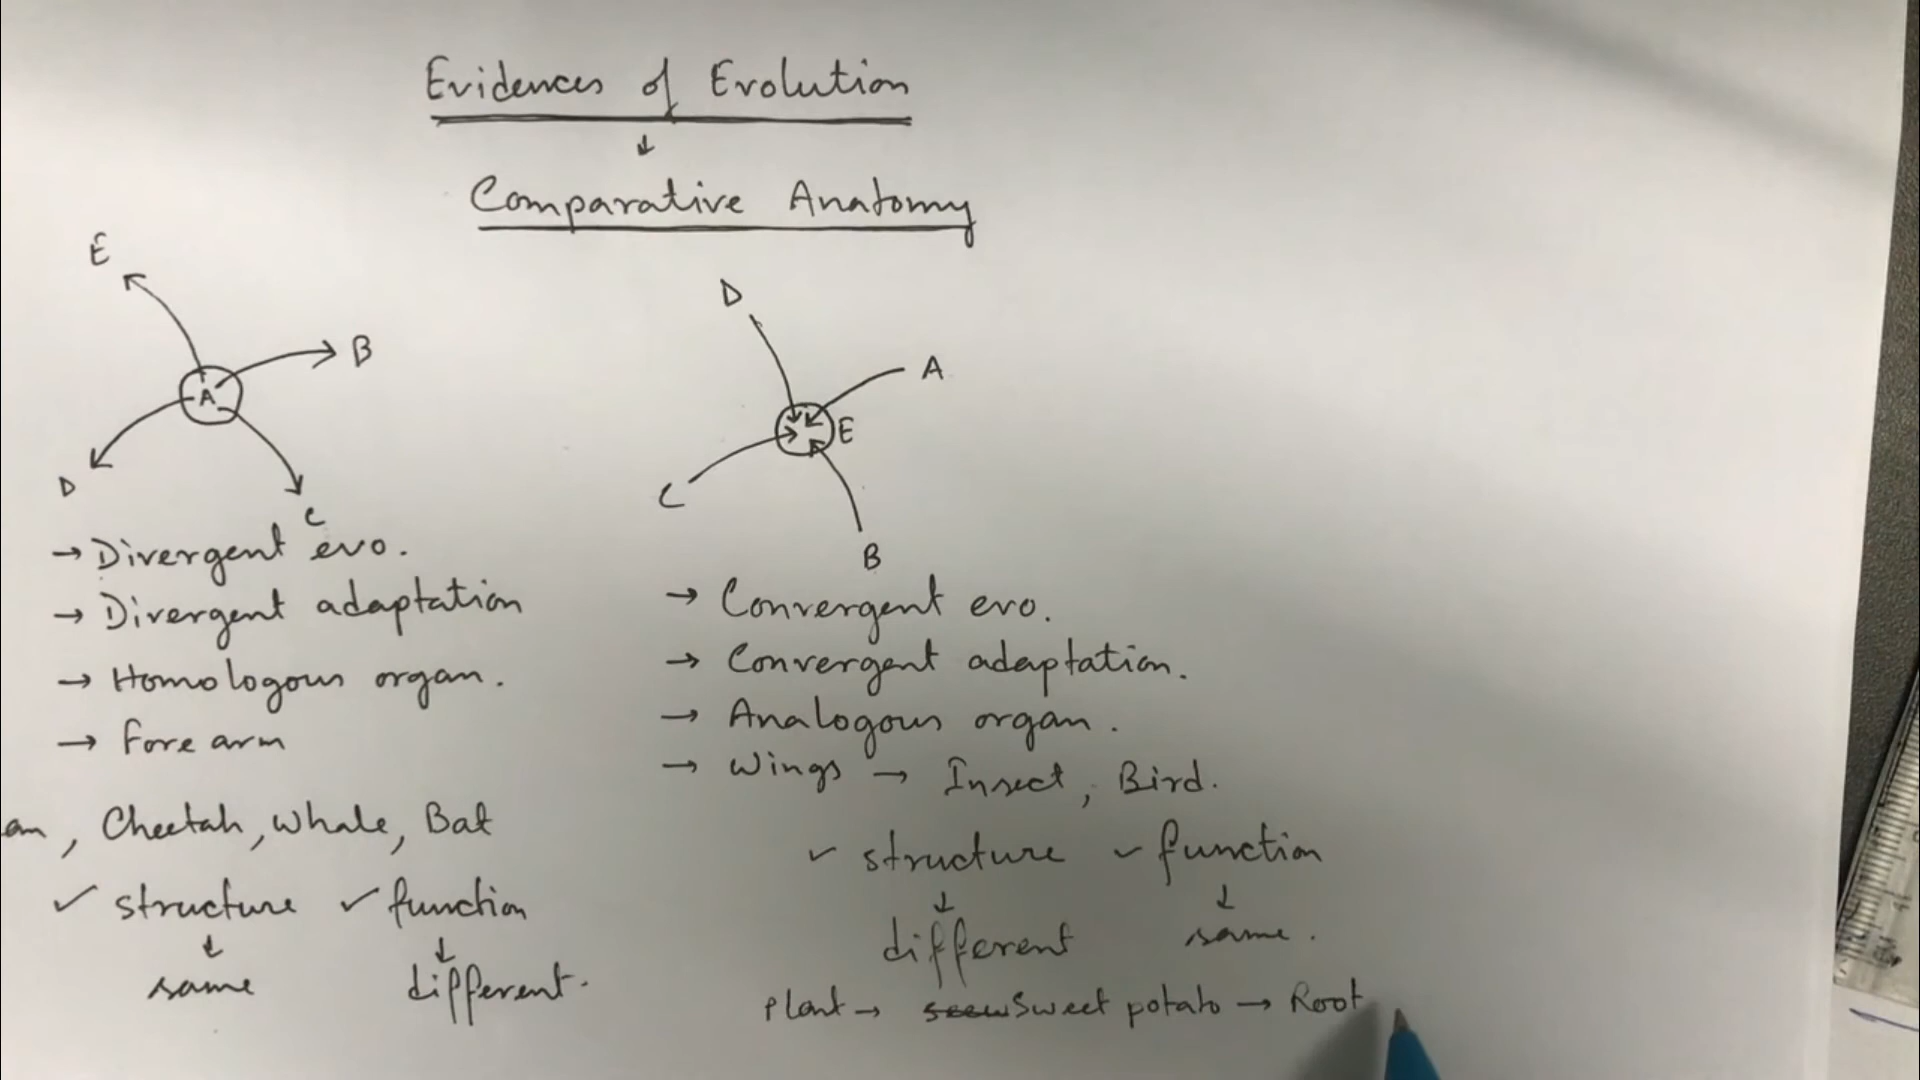 Evidences of Evolution
↓
Comparative Anatomy
E
B
A
D
C
→ Divergent evo.
→ Divergent adaptation
→ Homologous organ.
→ Fore arm
, Cheetah, Whale, Bat
✓ structure ✓ function
↓ ↓
same different.
D
A
E
C
B
→ Convergent evo.
→ Convergent adaptation.
→ Analogous organ.
→ Wings → Insect, Bird.
✓ structure ✓ function
↓ ↓
different same.
Plant → Sweet potato → Root